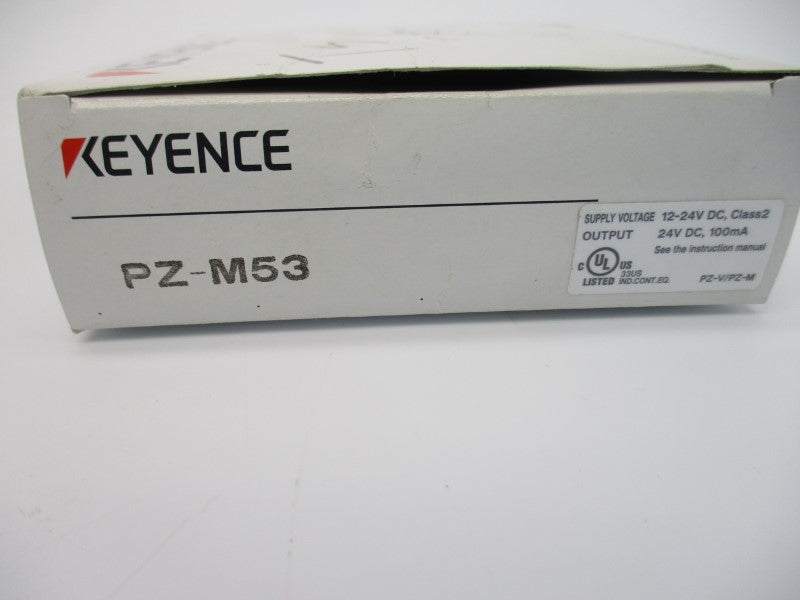 KEYENCE
PZ-M53
SUPPLY VOLTAGE 12-24V DC, Class2
OUTPUT 24V DC, 100mA
See the instruction manual
C UL US
LISTED 33US IND.CONT.EQ.
PZ-V/PZ-M